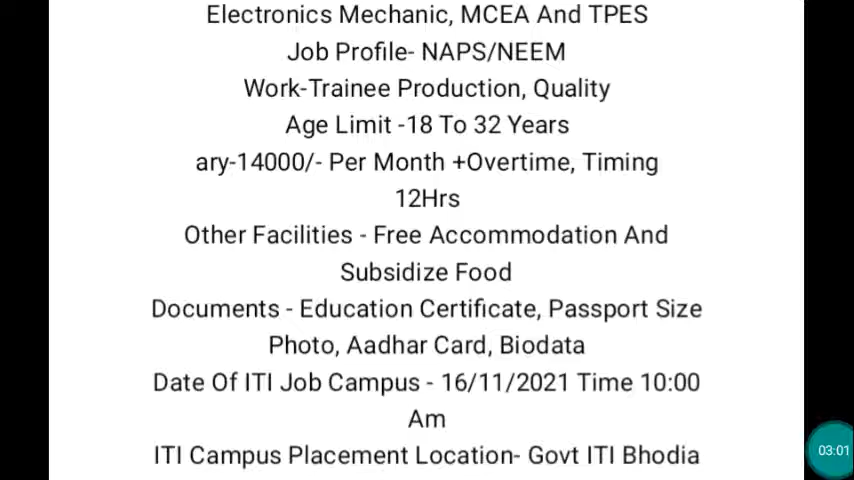 Electronics Mechanic, MCEA And TPES
Job Profile- NAPS/NEEM
Work-Trainee Production, Quality
Age Limit -18 To 32 Years
ary-14000/- Per Month +Overtime, Timing
12Hrs
Other Facilities - Free Accommodation And
Subsidize Food
Documents - Education Certificate, Passport Size
Photo, Aadhar Card, Biodata
Date Of ITI Job Campus - 16/11/2021 Time 10:00
Am
ITI Campus Placement Location- Govt ITI Bhodia
03:01